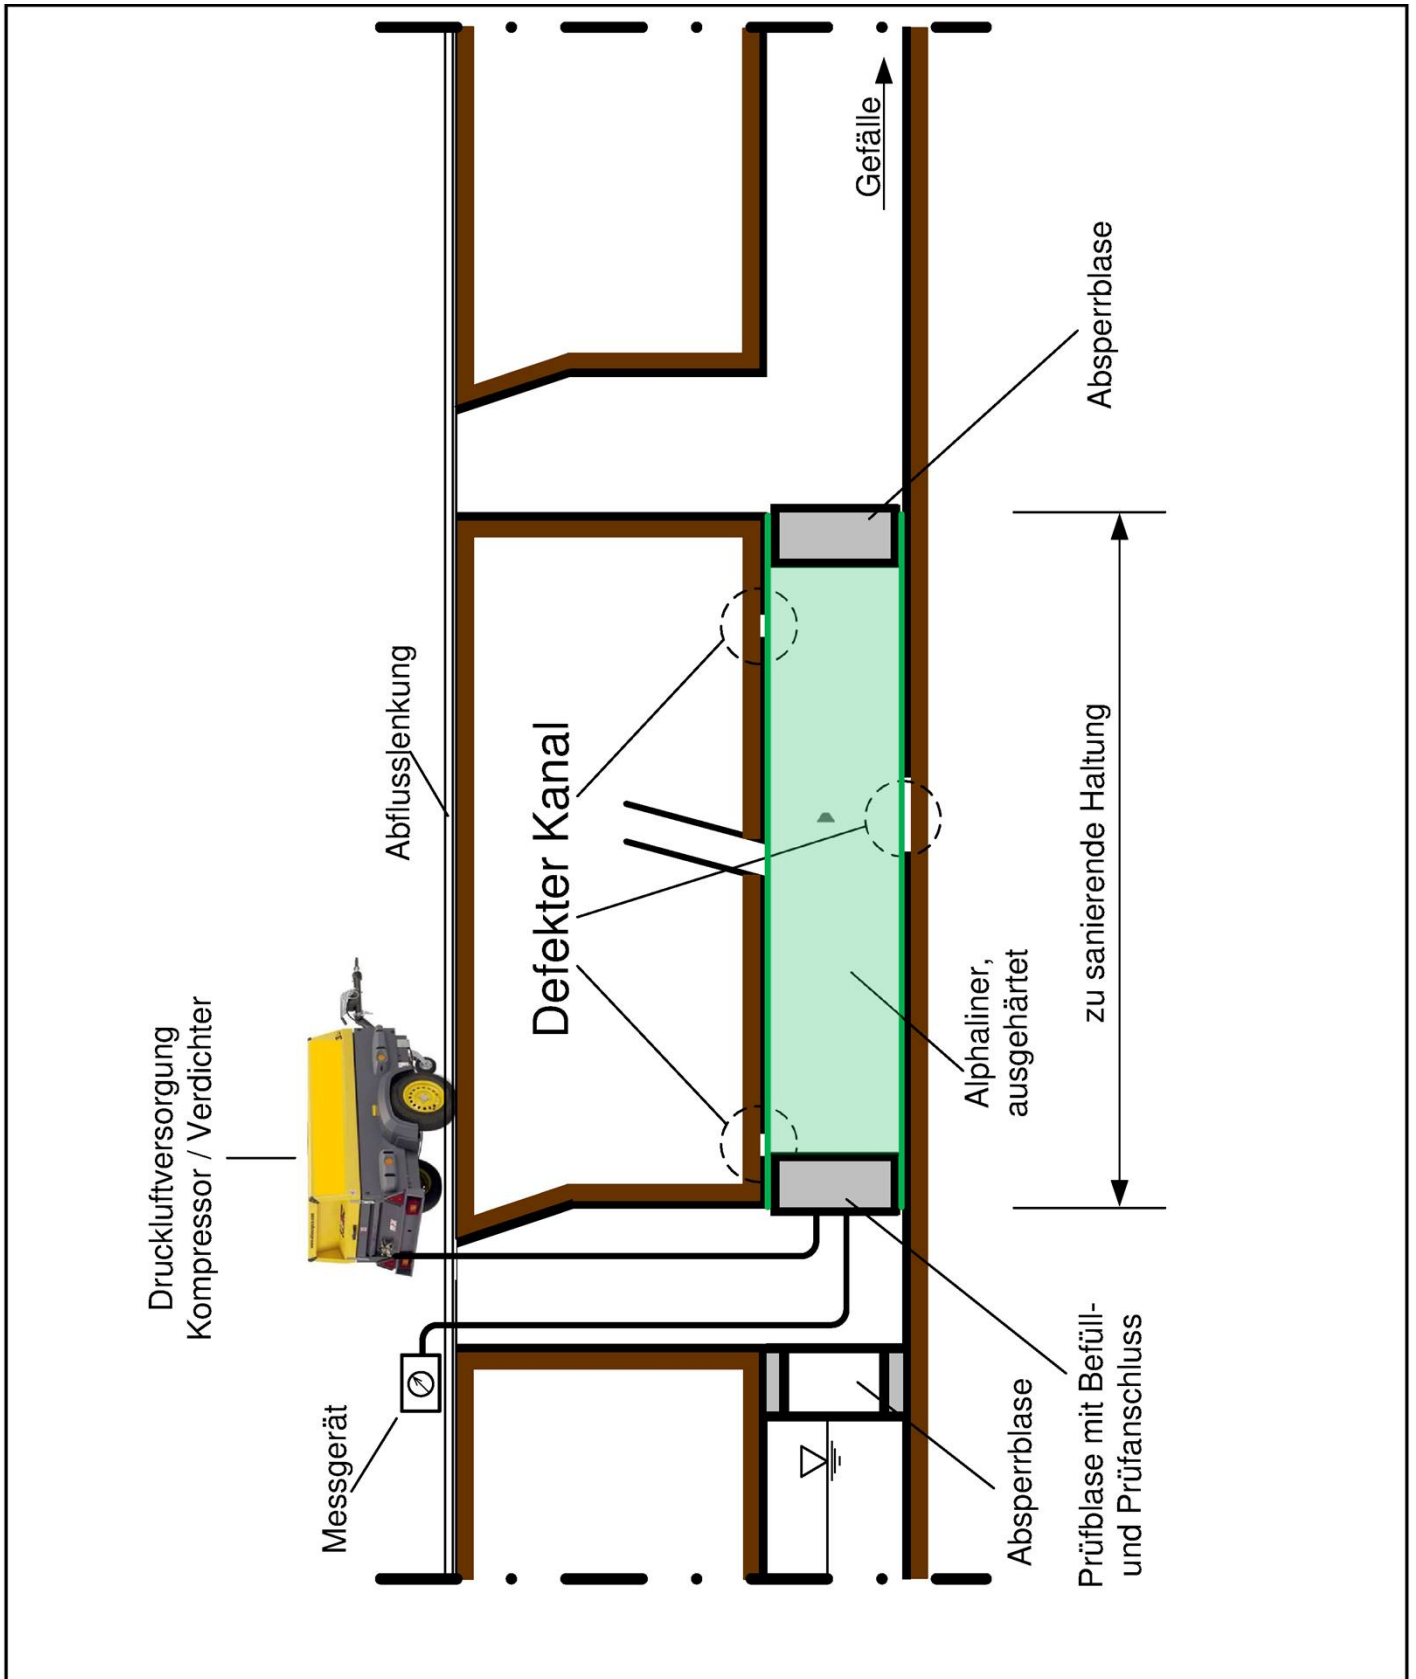 Druckluftversorgung
Kompressor / Verdichter
Messgerät
Abflusslenkung
Defekter Kanal
Gefälle
Absperrblase
Prüfblase mit Befüll-
und Prüfanschluss
Alphaliner,
ausgehärtet
Absperrblase
zu sanierende Haltung